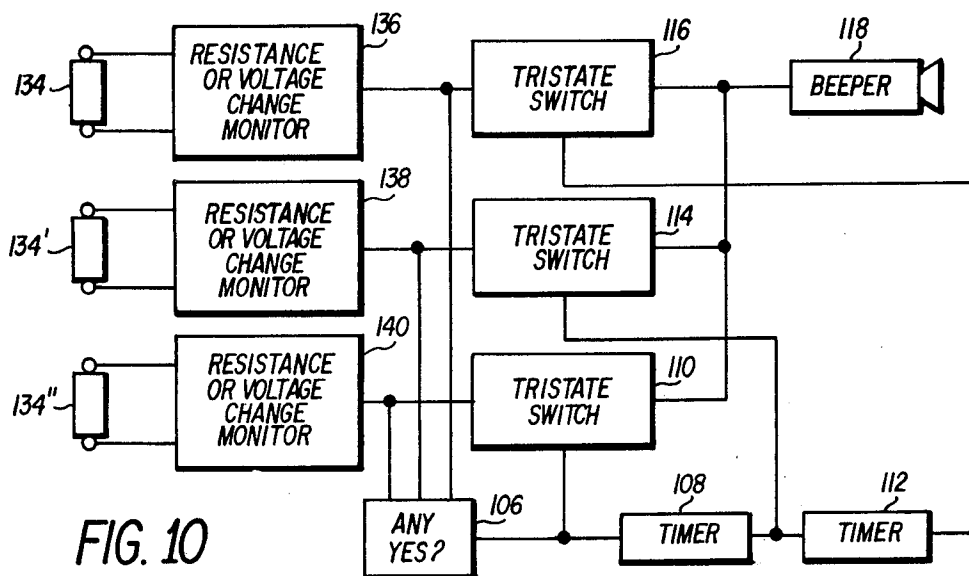 134
RESISTANCE
OR VOLTAGE
CHANGE
MONITOR
136
TRISTATE
SWITCH
116
BEEPER
118
134'
RESISTANCE
OR VOLTAGE
CHANGE
MONITOR
138
TRISTATE
SWITCH
114
134"
RESISTANCE
OR VOLTAGE
CHANGE
MONITOR
140
TRISTATE
SWITCH
110
ANY
YES?
106
TIMER
108
TIMER
112
FIG. 10